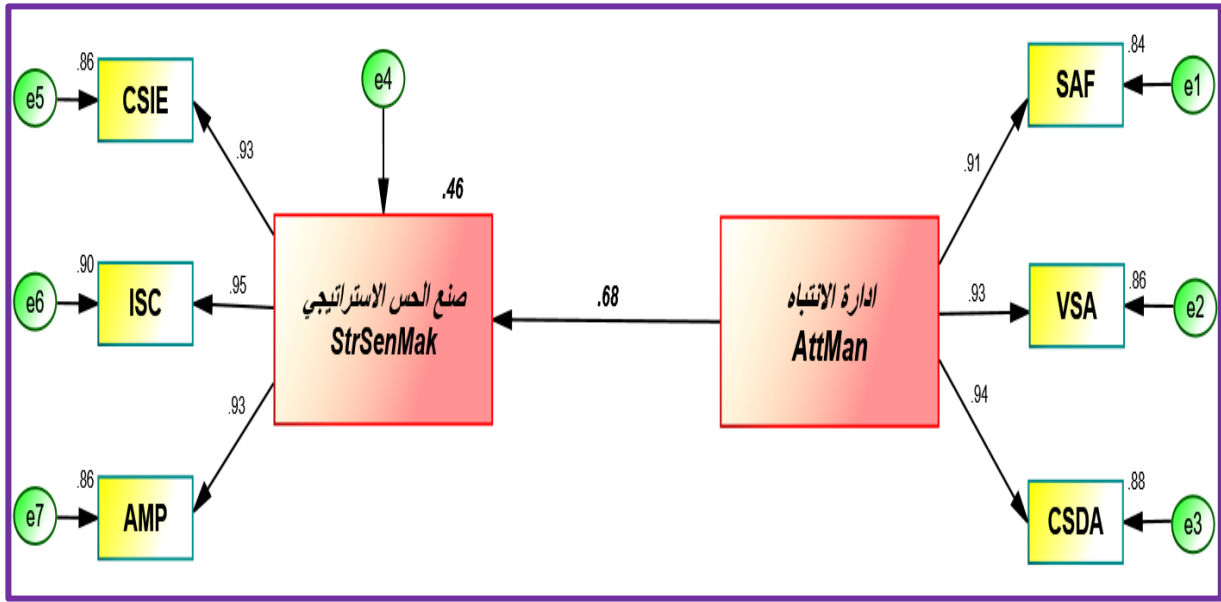 .86
e5
CSIE
.93
e4
.46
.84
SAF
e1
.91
.90
e6
ISC
.95
صنع الحس الاستراتيجي
StrSenMak
.68
ادارة الانتباه
AttMan
.93
.86
VSA
e2
.86
e7
AMP
.93
.94
.88
CSDA
e3